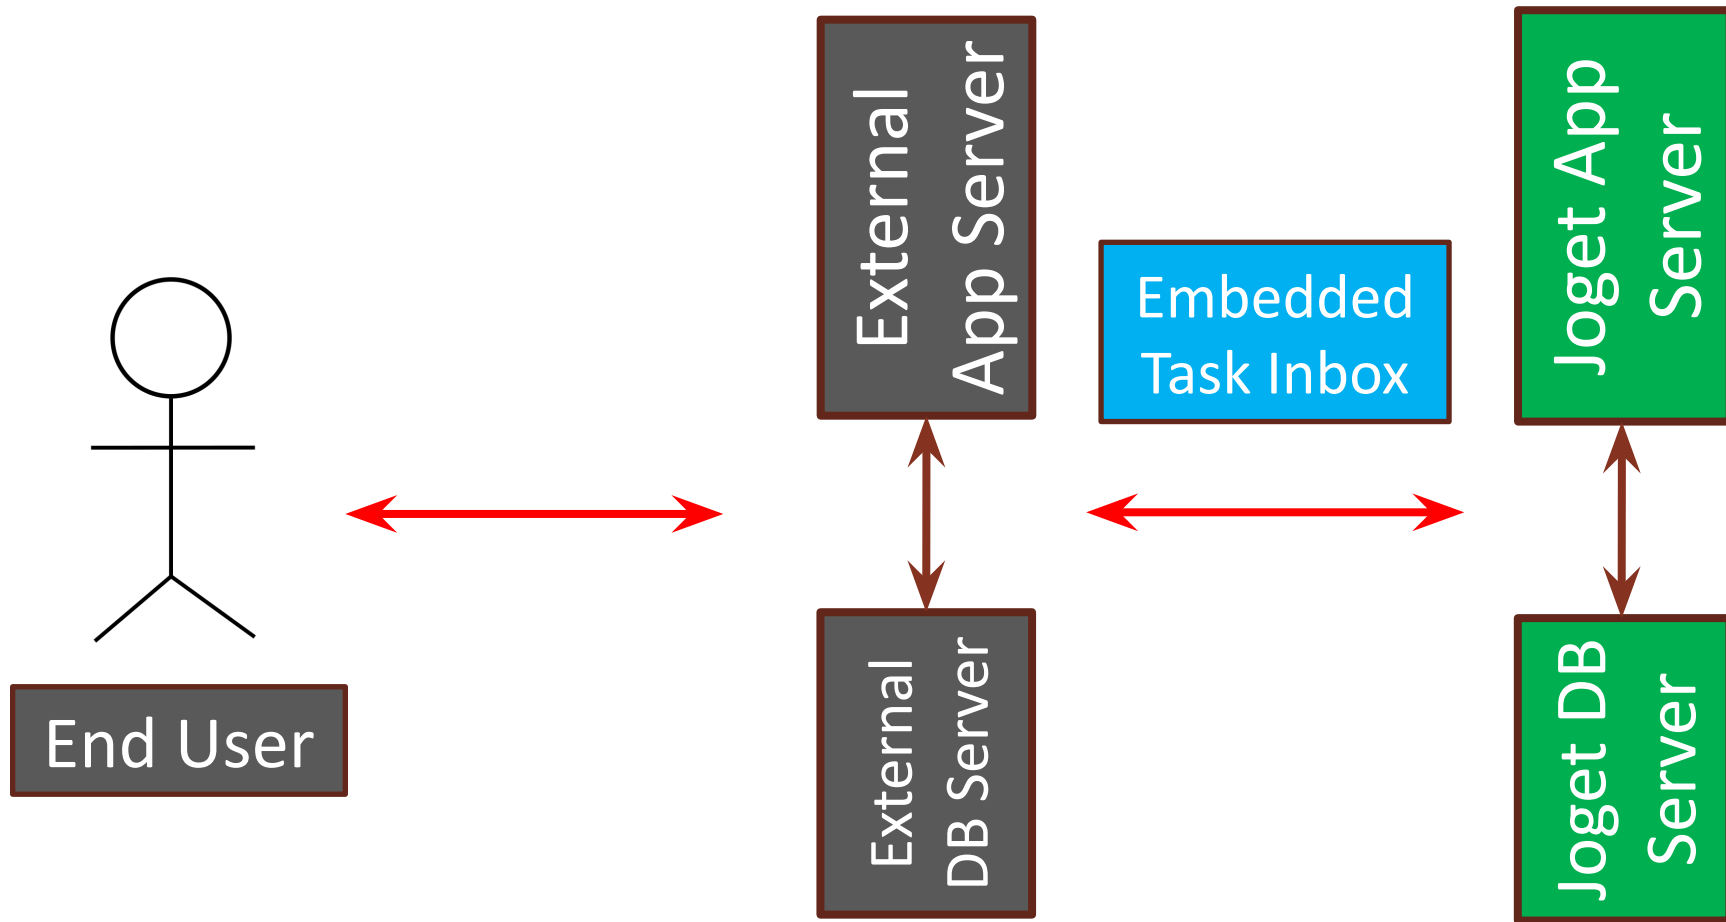 External
App Server
Joget App
Server
Embedded
Task Inbox
End User
External
DB Server
Joget DB
Server